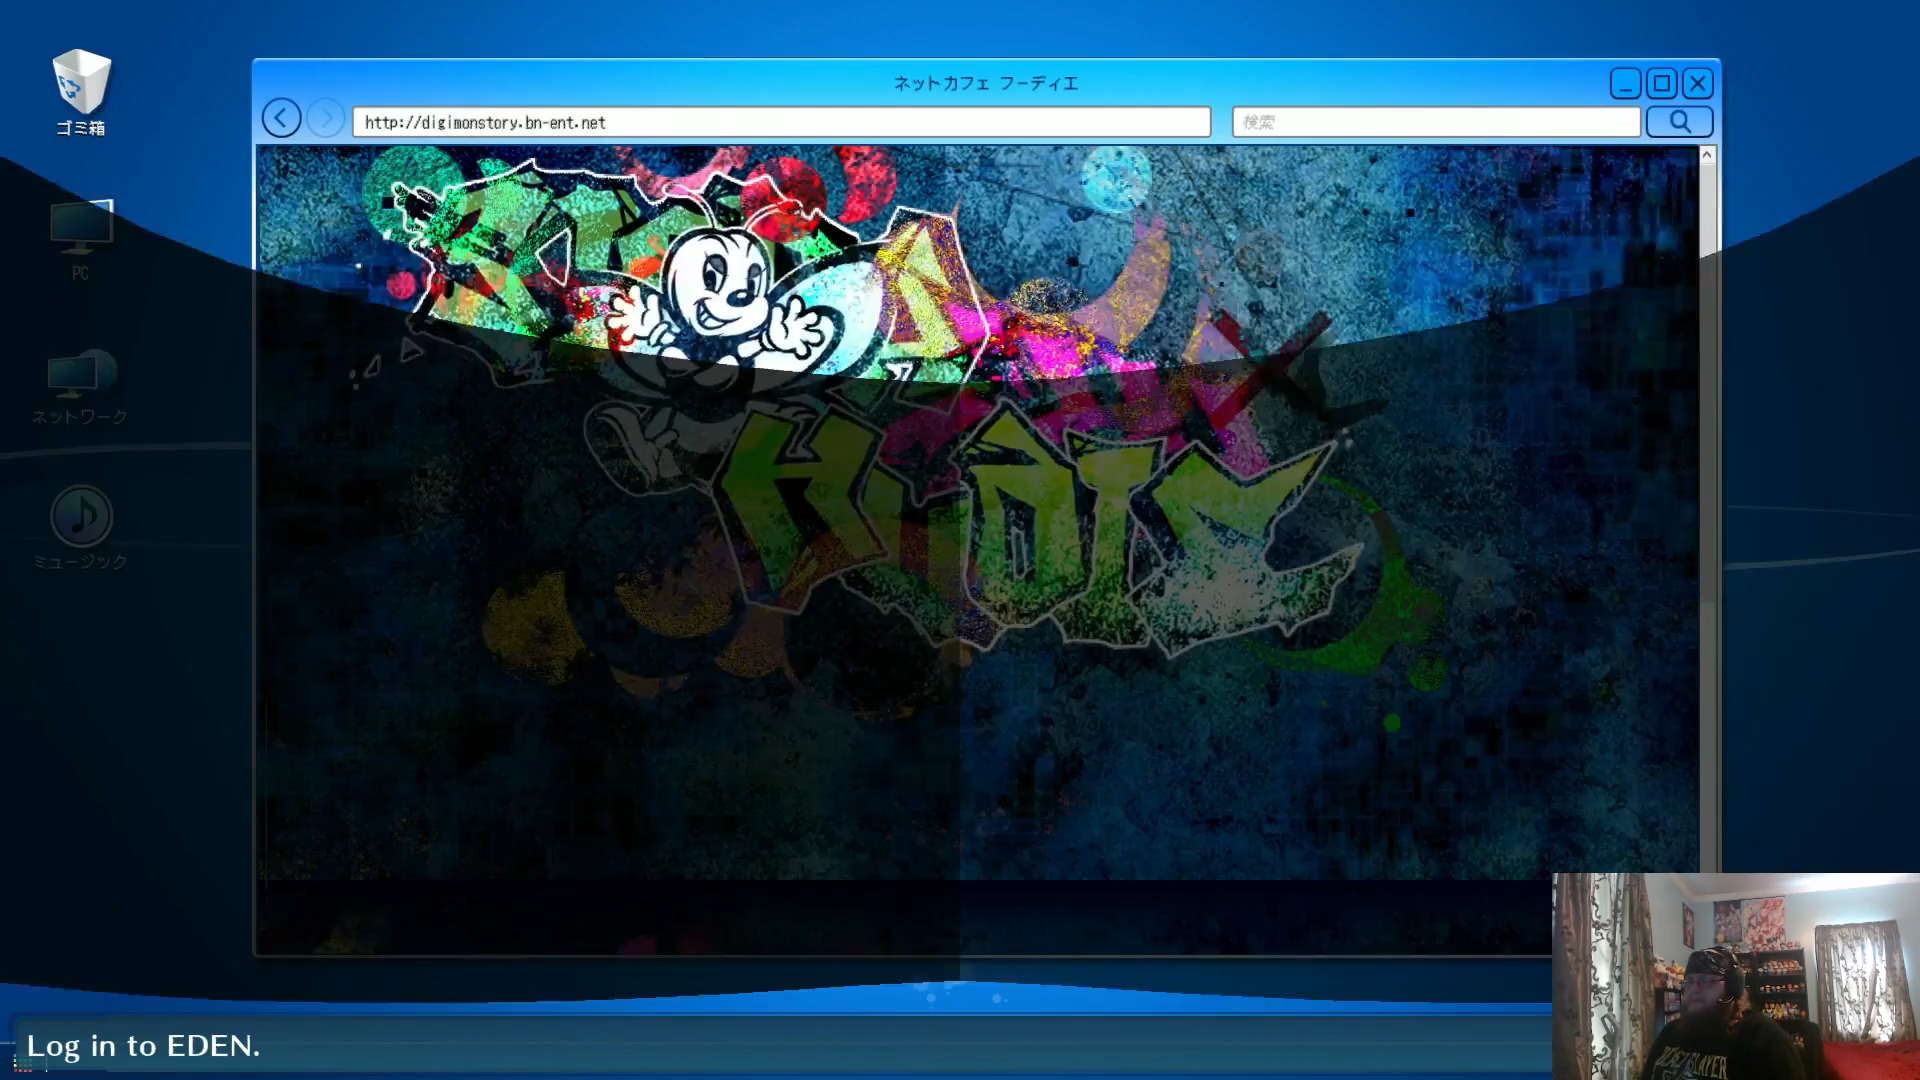 ゴミ箱
ネットカフェ フーディエ
http://digimonstory.bn-ent.net
検索
PC
ネットワーク
ミュージック
Log in to EDEN.